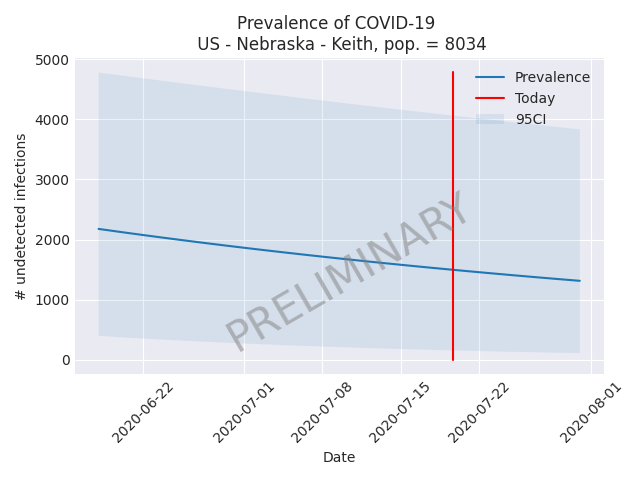 Prevalence of COVID-19
US - Nebraska - Keith, pop. = 8034
5000
4000
3000
2000
1000
0
# undetected infections
Prevalence
Today
95CI
PRELIMINARY
2020-06-22
2020-07-01
2020-07-08
2020-07-15
2020-07-22
2020-08-01
Date